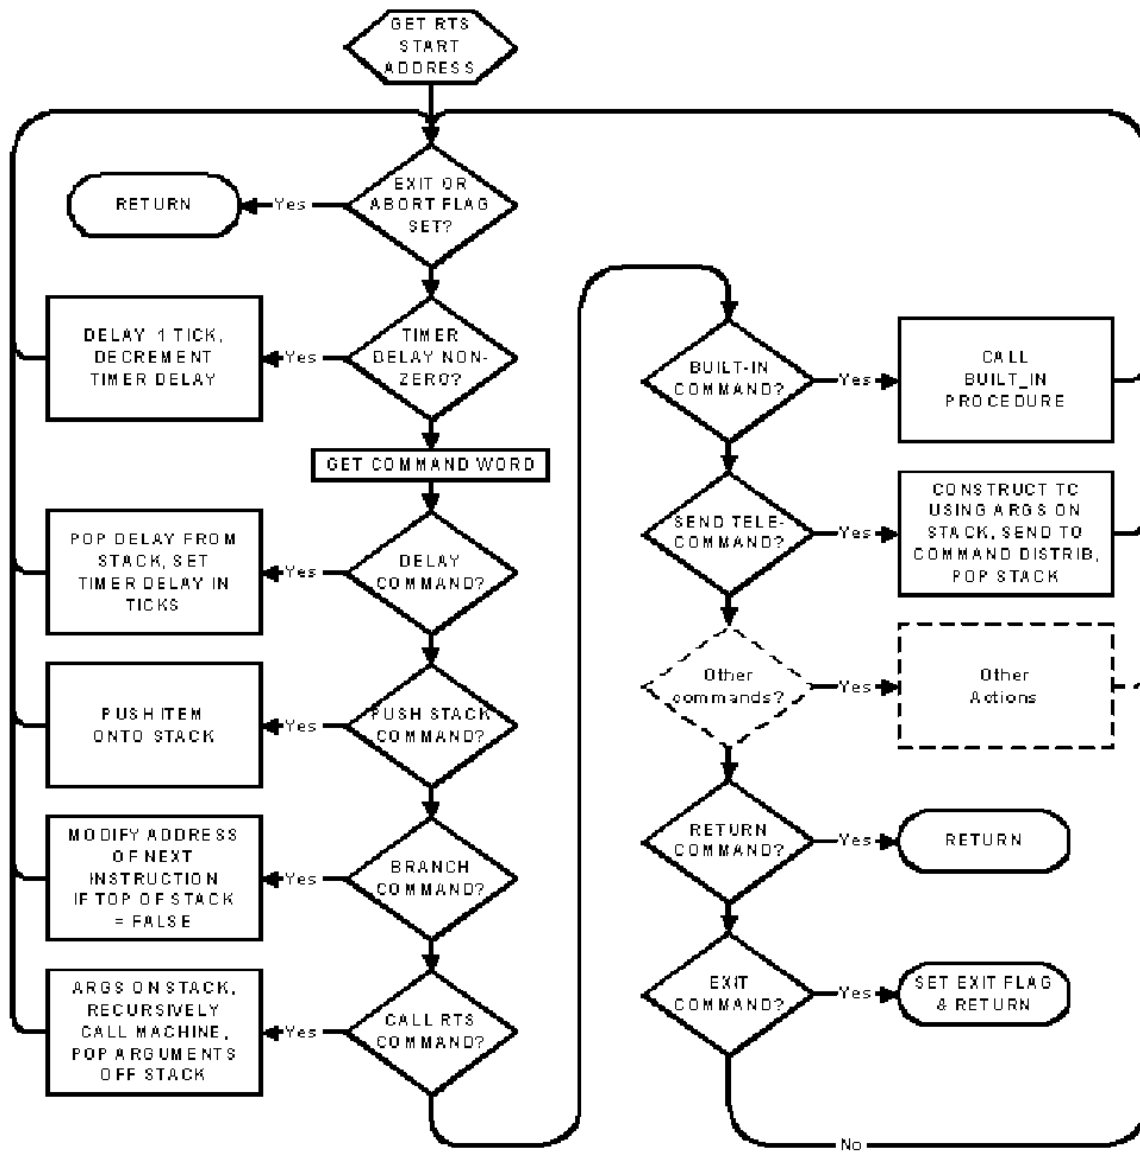 GET RTS
START
ADDRESS
EXIT OR
ABORT FLAG
SET?
Yes
RETURN
TIMER
DELAY NON-
ZERO?
Yes
DELAY 1 TICK,
DECREMENT
TIMER DELAY
GET COMMAND WORD
DELAY
COMMAND?
Yes
POP DELAY FROM
STACK, SET
TIMER DELAY IN
TICKS
PUSH STACK
COMMAND?
Yes
PUSH ITEM
ONTO STACK
BRANCH
COMMAND?
Yes
MODIFY ADDRESS
OF NEXT
INSTRUCTION
IF TOP OF STACK
= FALSE
CALL RTS
COMMAND?
Yes
ARGS ON STACK,
RECURSIVELY
CALL MACHINE,
POP ARGUMENTS
OFF STACK
BUILT-IN
COMMAND?
Yes
CALL
BUILT_IN
PROCEDURE
SEND TELE-
COMMAND?
Yes
CONSTRUCT TC
USING ARGS ON
STACK, SEND TO
COMMAND DISTRIB,
POP STACK
Other
commands?
Yes
Other
Actions
RETURN
COMMAND?
Yes
RETURN
EXIT
COMMAND?
Yes
SET EXIT FLAG
& RETURN
No